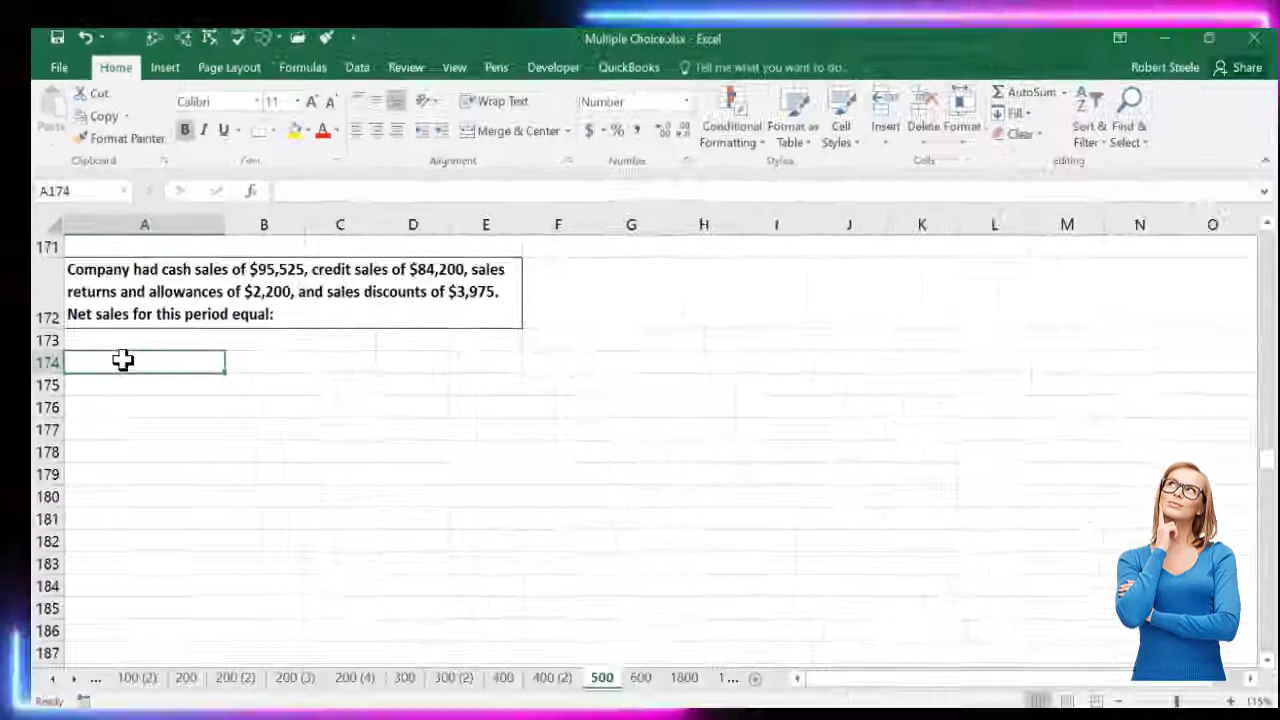 Multiple Choice.xlsx - Excel
File Home Insert Page Layout Formulas Data Review View Pens Developer QuickBooks Tell me what you want to do... Robert Steele Share
Cut
Copy
Format Painter
Paste
Clipboard
Calibri 11
B I U
Wrap Text
Merge & Center
Alignment
Number
$ % ,
Number
Conditional Formatting
Format as Table
Cell Styles
Styles
Insert Delete Format
Cells
AutoSum
Fill
Clear
Sort & Filter
Find & Select
editing
A174
fx
A B C D E F G H I J K L M N O
171
Company had cash sales of $95,525, credit sales of $84,200, sales
returns and allowances of $2,200, and sales discounts of $3,975.
172 Net sales for this period equal:
173
174
175
176
177
178
179
180
181
182
183
184
185
186
187
... 100 (2) 200 200 (2) 200 (3) 200 (4) 300 300 (2) 400 400 (2) 500 600 1800 1...
Ready
115%